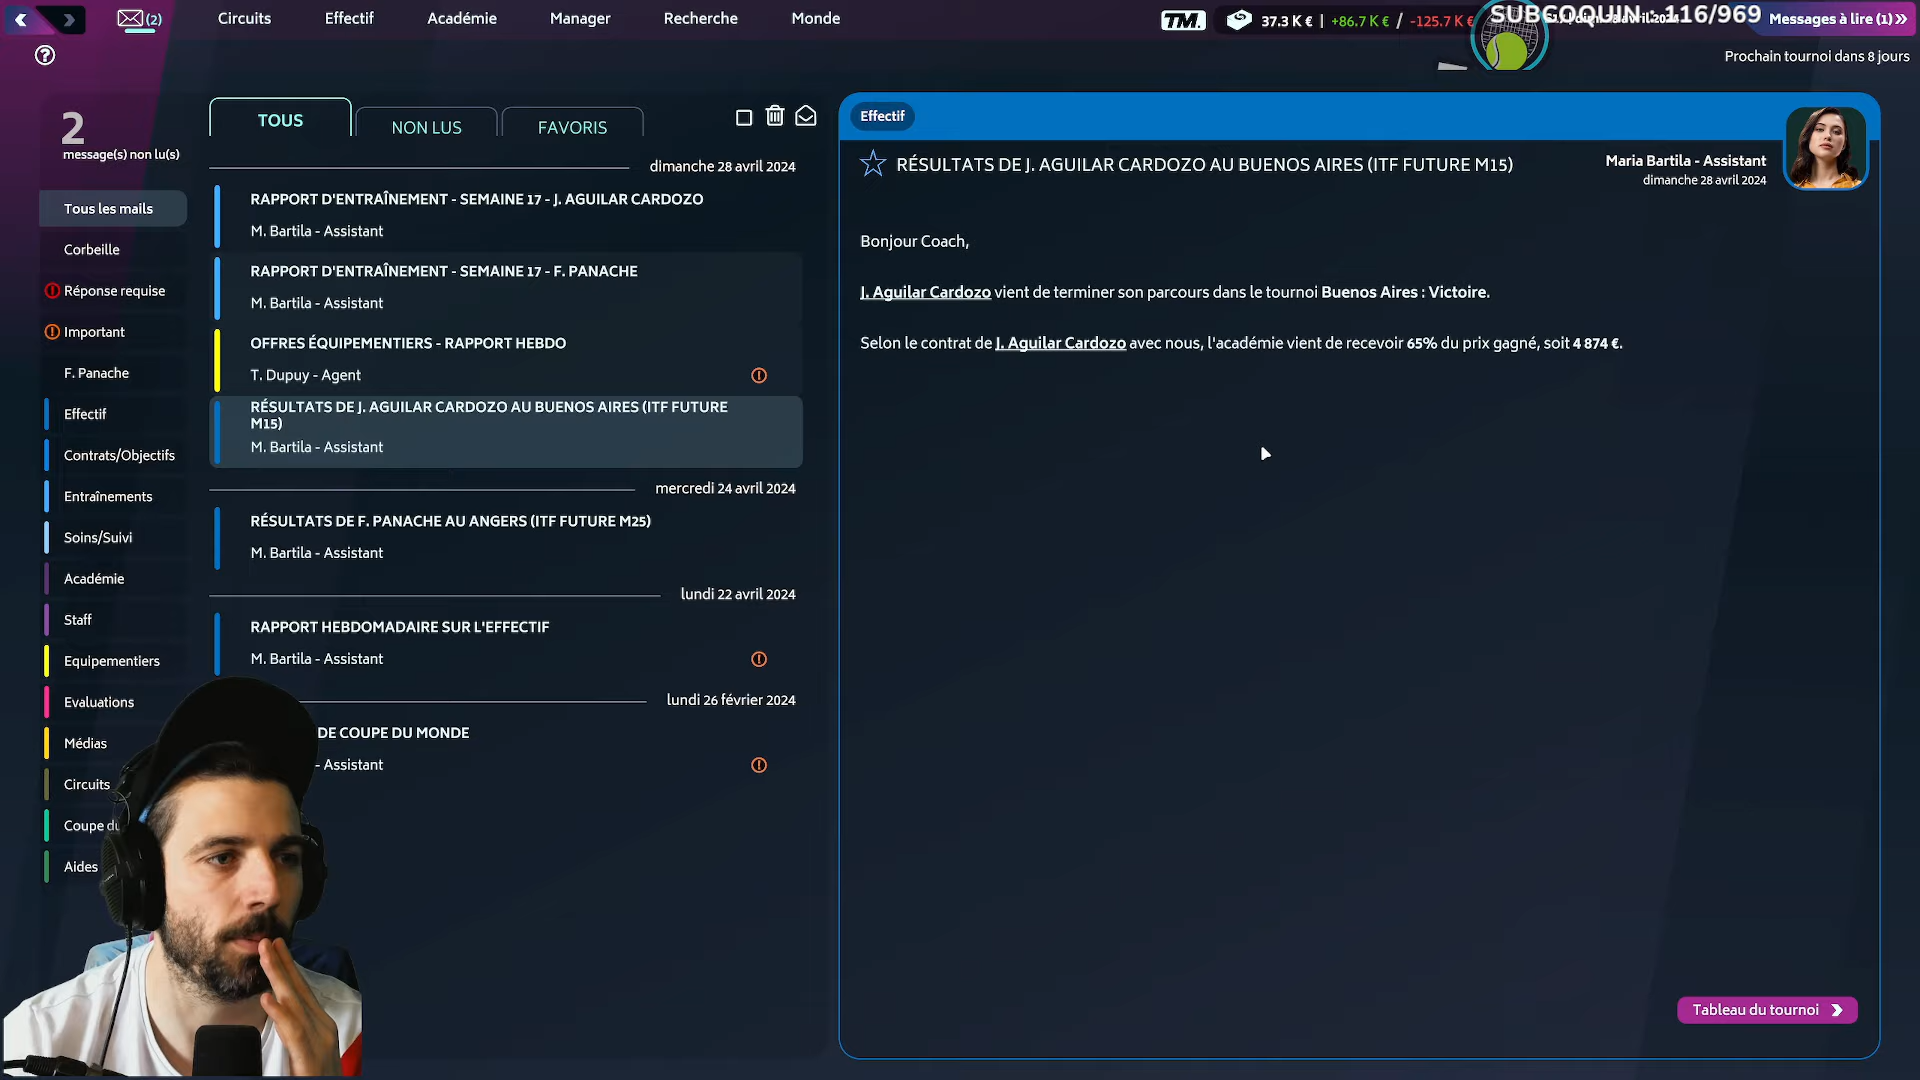 (2)
Circuits
Effectif
Académie
Manager
Recherche
Monde
TM.
37.3 K € | +86.7 K € / -125.7 K €
SUBCOQUIN : 116/969
Messages à lire (1)
Prochain tournoi dans 8 jours
2
message(s) non lu(s)
Tous les mails
Corbeille
Réponse requise
Important
F. Panache
Effectif
Contrats/Objectifs
Entraînements
Soins/Suivi
Académie
Staff
Equipementiers
Evaluations
Médias
Circuits
Coupe du
Aides
TOUS
NON LUS
FAVORIS
dimanche 28 avril 2024
RAPPORT D'ENTRAÎNEMENT - SEMAINE 17 - J. AGUILAR CARDOZO
M. Bartila - Assistant
RAPPORT D'ENTRAÎNEMENT - SEMAINE 17 - F. PANACHE
M. Bartila - Assistant
OFFRES ÉQUIPEMENTIERS - RAPPORT HEBDO
T. Dupuy - Agent
RÉSULTATS DE J. AGUILAR CARDOZO AU BUENOS AIRES (ITF FUTURE
M15)
M. Bartila - Assistant
mercredi 24 avril 2024
RÉSULTATS DE F. PANACHE AU ANGERS (ITF FUTURE M25)
M. Bartila - Assistant
lundi 22 avril 2024
RAPPORT HEBDOMADAIRE SUR L'EFFECTIF
M. Bartila - Assistant
lundi 26 février 2024
DE COUPE DU MONDE
- Assistant
Effectif
RÉSULTATS DE J. AGUILAR CARDOZO AU BUENOS AIRES (ITF FUTURE M15)
Maria Bartila - Assistant
dimanche 28 avril 2024
Bonjour Coach,
J. Aguilar Cardozo vient de terminer son parcours dans le tournoi Buenos Aires : Victoire.
Selon le contrat de J. Aguilar Cardozo avec nous, l'académie vient de recevoir 65% du prix gagné, soit 4 874 €.
Tableau du tournoi